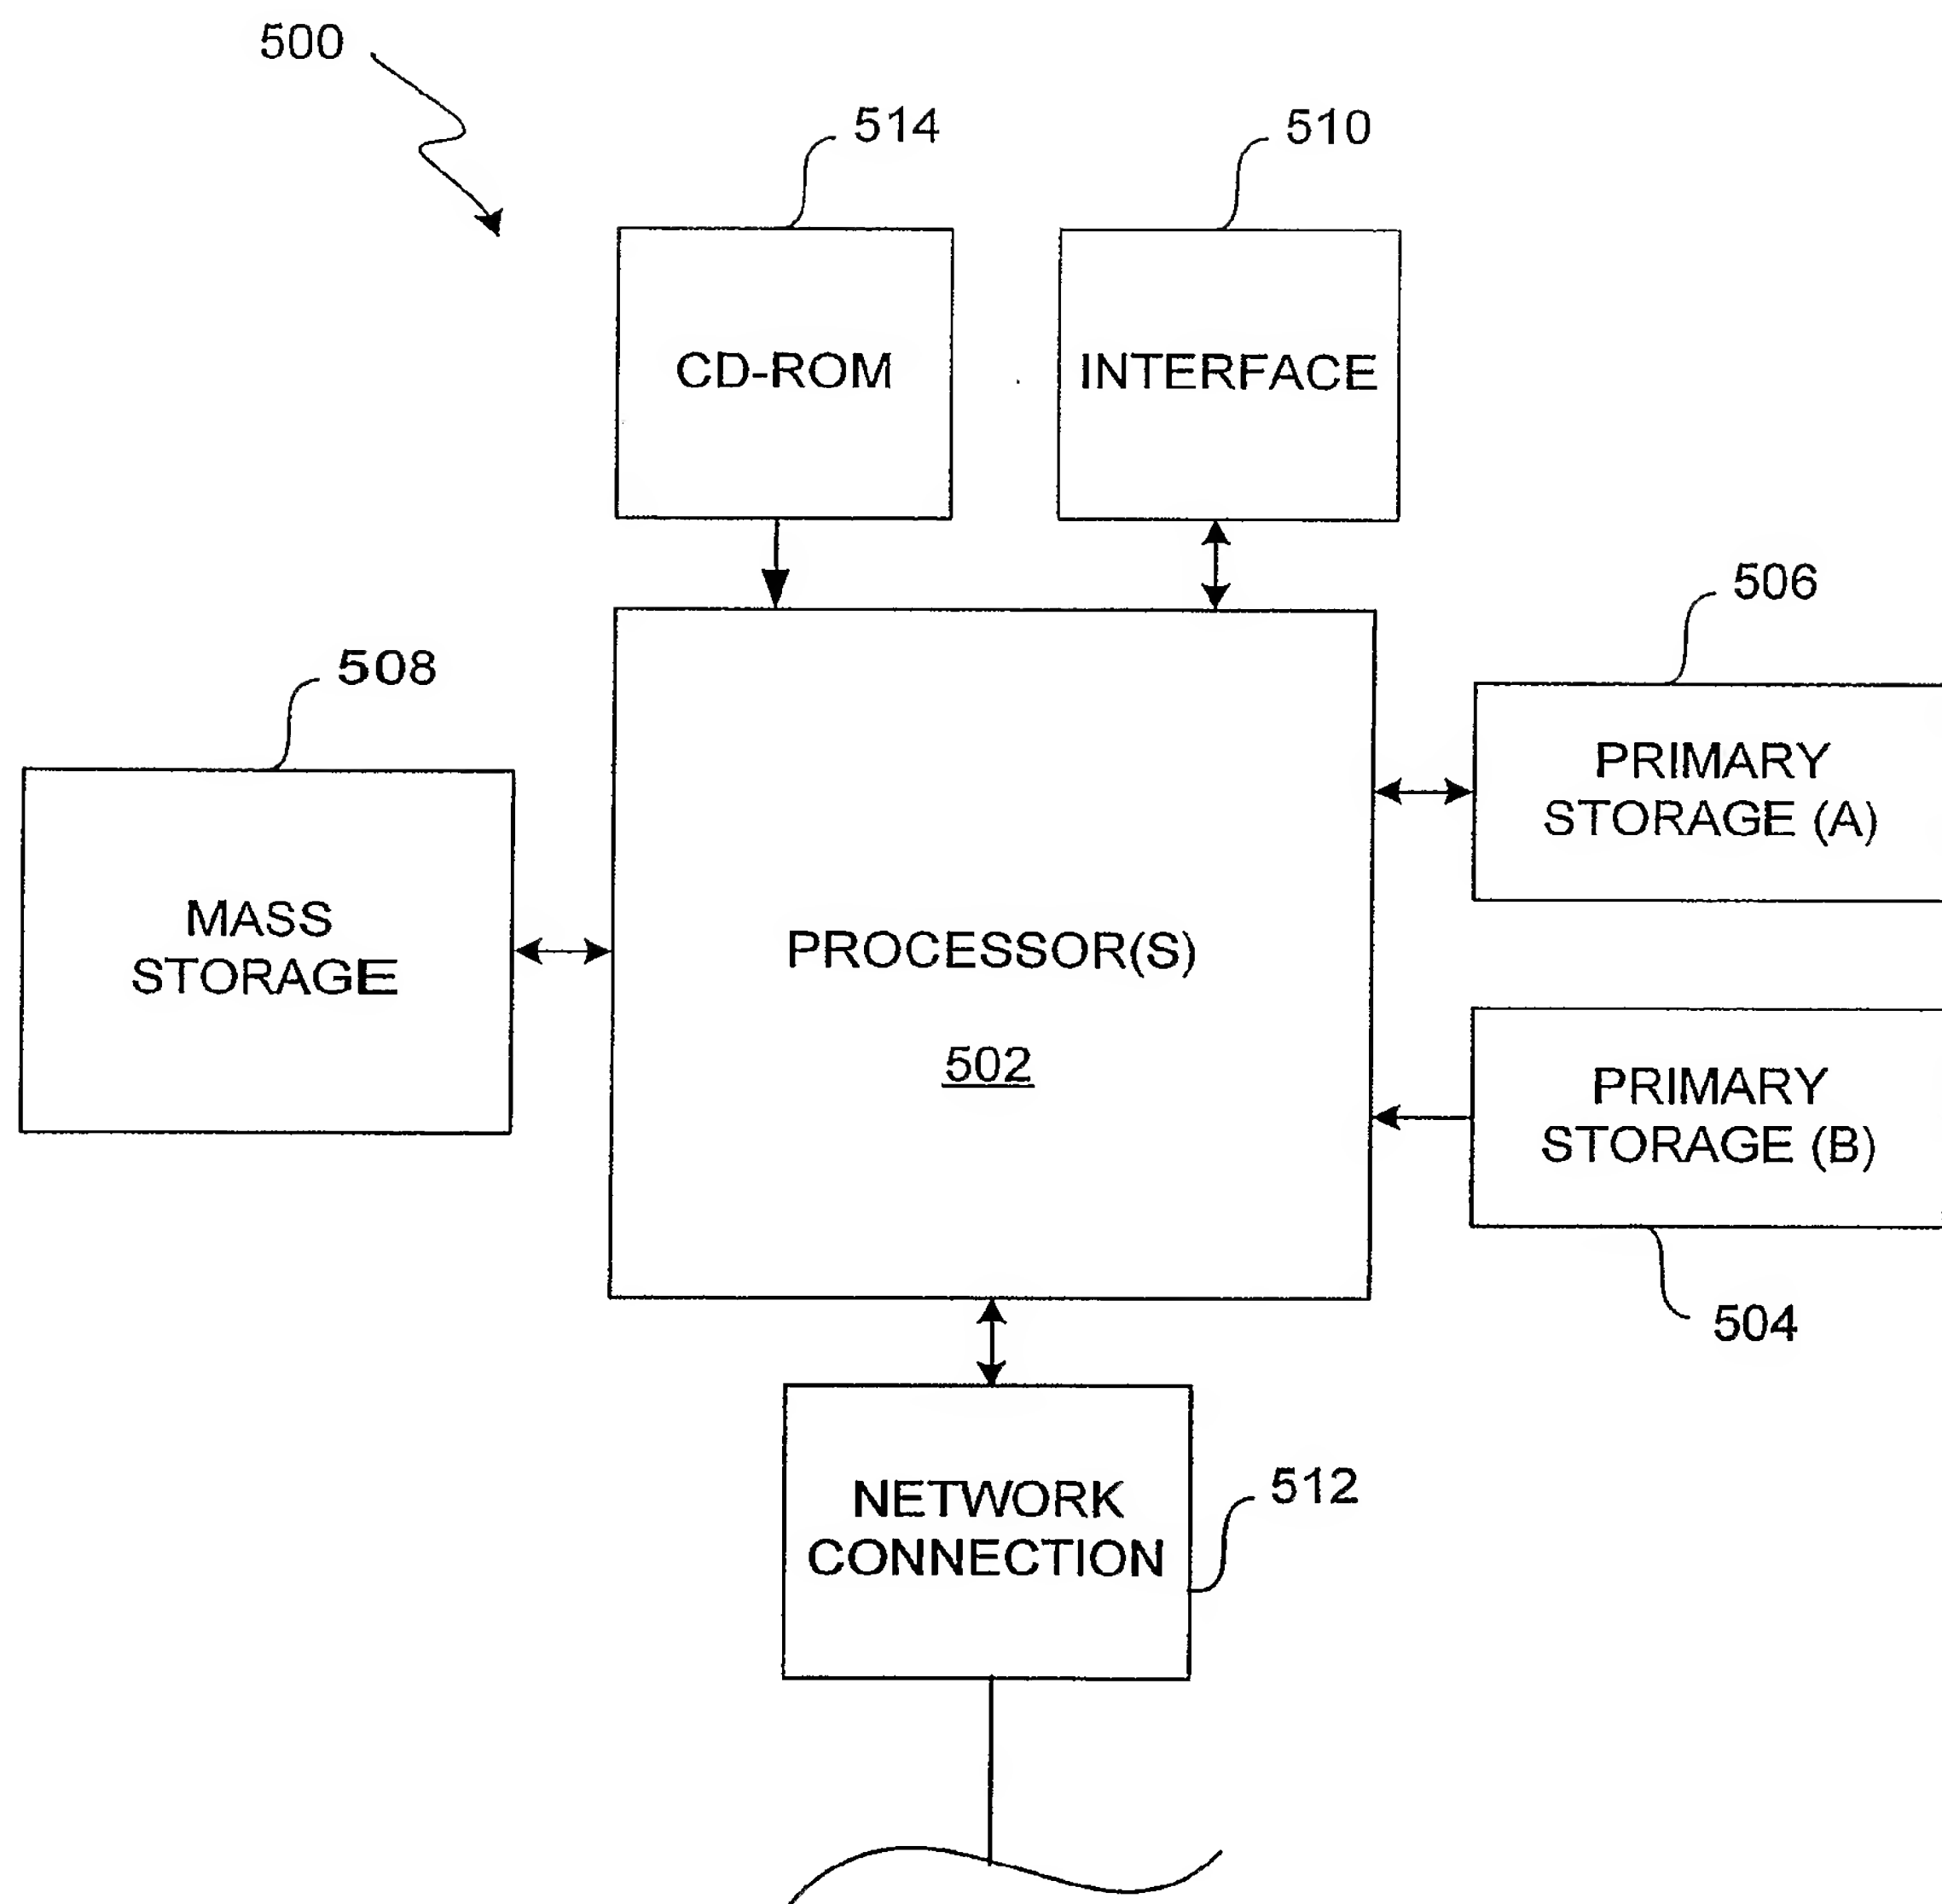 500
514
510
CD-ROM
INTERFACE
506
508
PRIMARY
STORAGE (A)
MASS
STORAGE
PROCESSOR(S)
502
PRIMARY
STORAGE (B)
504
NETWORK
CONNECTION
512